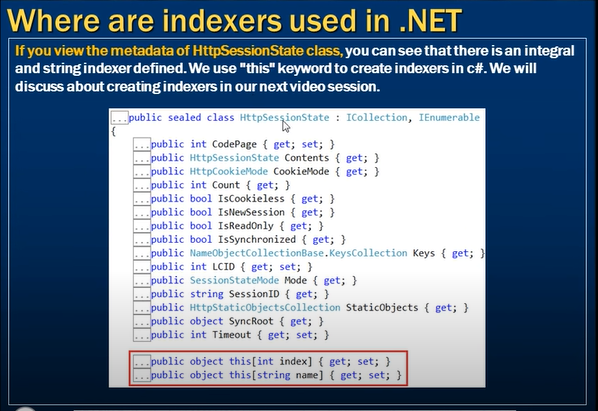 Where are indexers used in .NET
If you view the metadata of HttpSessionState class, you can see that there is an integral
and string indexer defined. We use "this" keyword to create indexers in c#. We will
discuss about creating indexers in our next video session.
...public sealed class HttpSessionState : ICollection, IEnumerable
{
...public int CodePage { get; set; }
...public HttpSessionState Contents { get; }
...public HttpCookieMode CookieMode { get; }
...public int Count { get; }
...public bool IsCookieless { get; }
...public bool IsNewSession { get; }
...public bool IsReadOnly { get; }
...public bool IsSynchronized { get; }
...public NameObjectCollectionBase.KeysCollection Keys { get; }
...public int LCID { get; set; }
...public SessionStateMode Mode { get; }
...public string SessionID { get; }
...public HttpStaticObjectsCollection StaticObjects { get; }
...public object SyncRoot { get; }
...public int Timeout { get; set; }
...public object this[int index] { get; set; }
...public object this[string name] { get; set; }